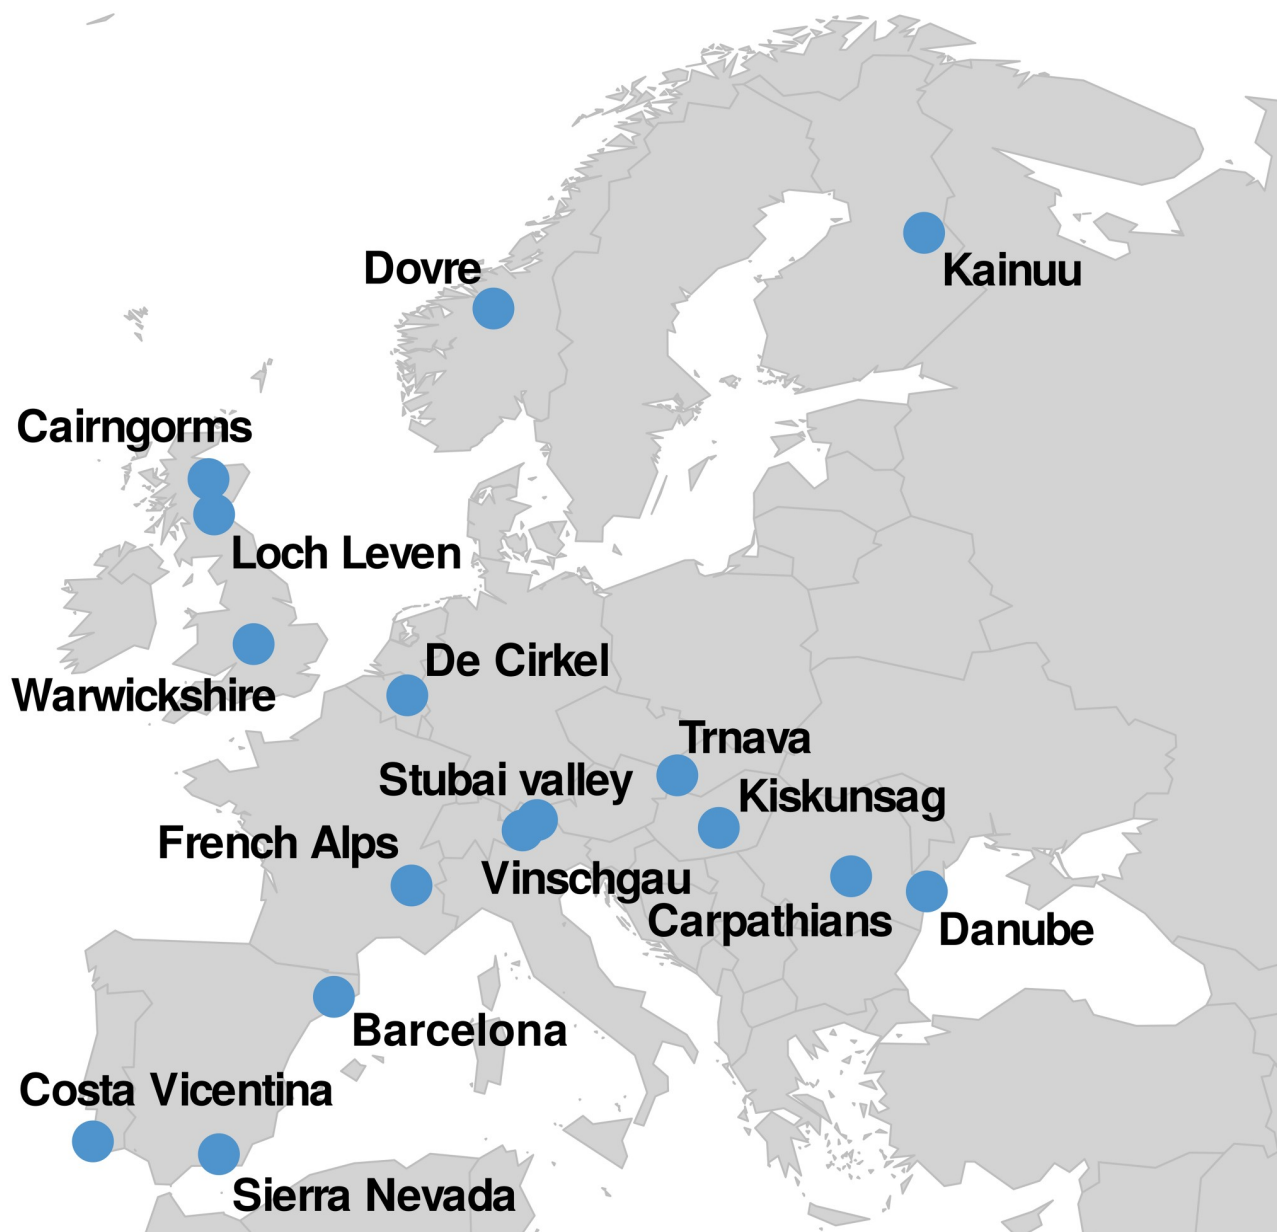 Dovre
Kainuu
Cairngorms
Loch Leven
De Cirkel
Warwickshire
Trnava
Stubai valley
Kiskunsag
French Alps
Vinschgau
Carpathians
Danube
Barcelona
Costa Vicentina
Sierra Nevada